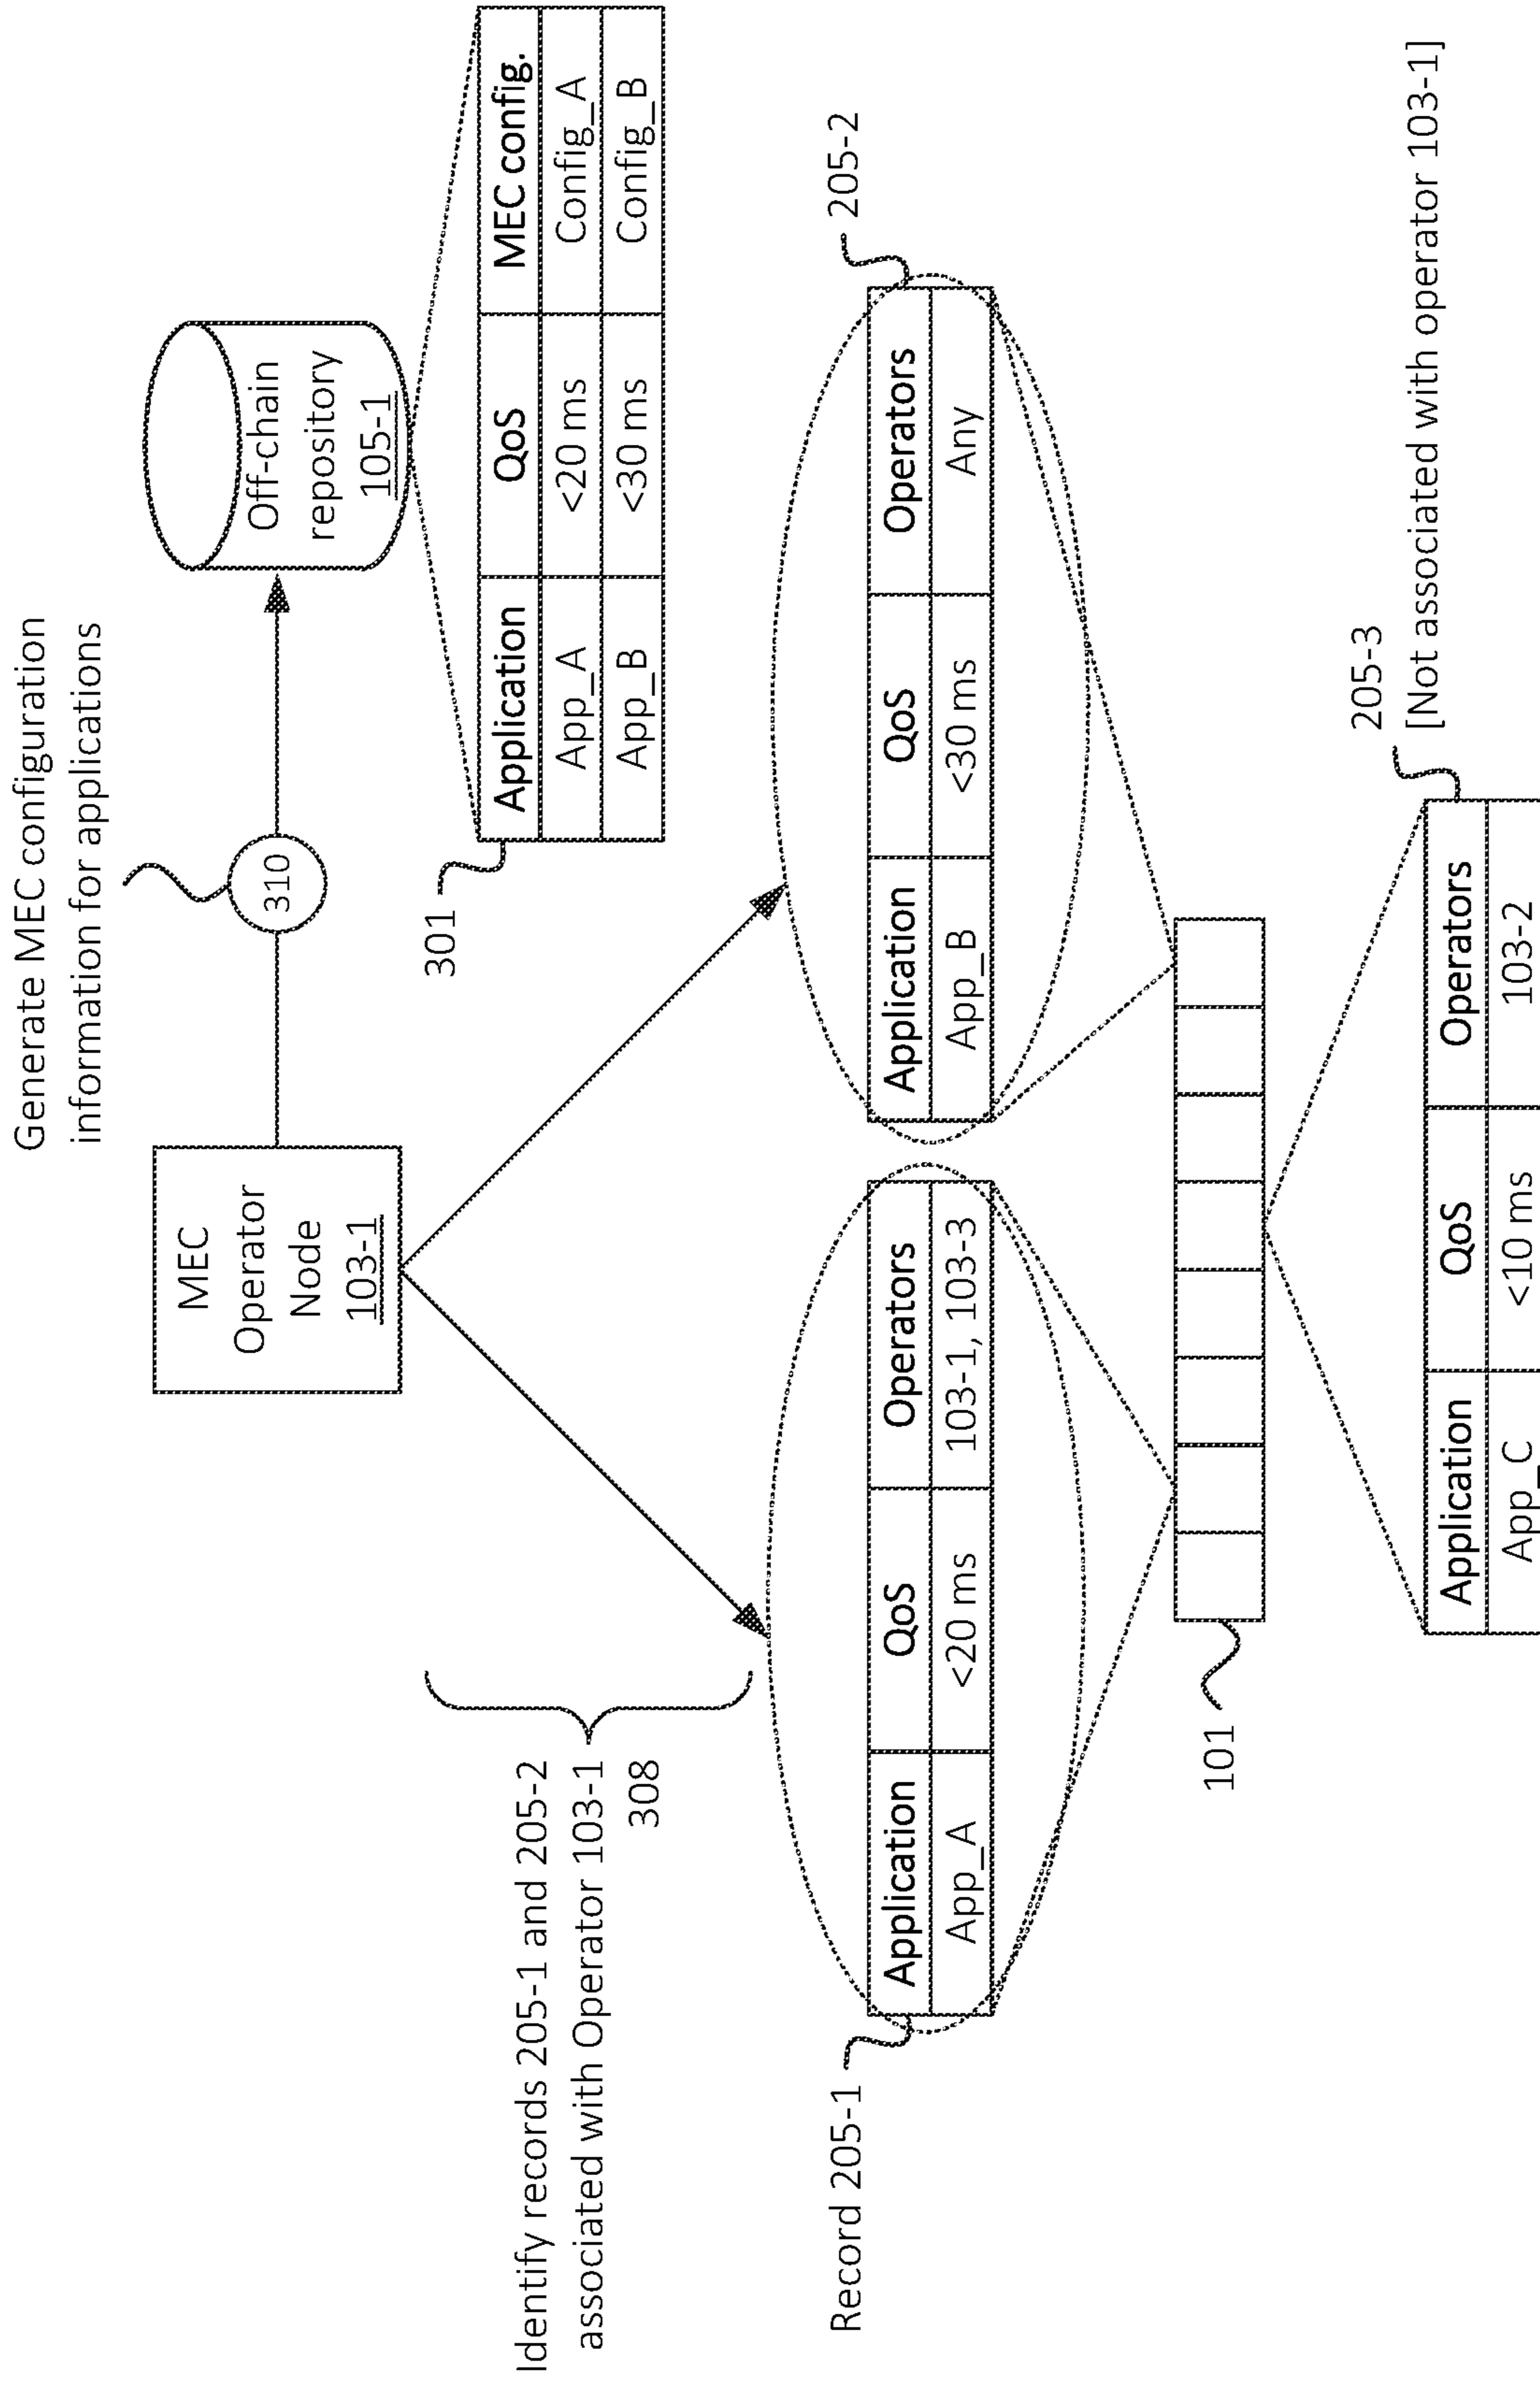 Generate MEC configuration
information for applications
MEC
Operator
Node
103-1
310
Off-chain
repository
105-1
301
Application QoS MEC config.
App_A <20 ms Config_A
App_B <30 ms Config_B
Identify records 205-1 and 205-2
associated with Operator 103-1
308
Record 205-1
Application QoS Operators
App_A <20 ms 103-1, 103-3
205-2
Application QoS Operators
App_B <30 ms Any
101
205-3
[Not associated with operator 103-1]
Application QoS Operators
App_C <10 ms 103-2